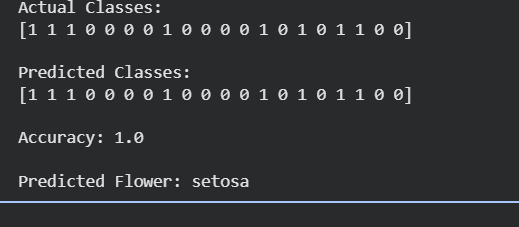 Actual Classes:
[1 1 1 0 0 0 0 1 0 0 0 0 1 0 1 0 1 1 0 0]
Predicted Classes:
[1 1 1 0 0 0 0 1 0 0 0 0 1 0 1 0 1 1 0 0]
Accuracy: 1.0
Predicted Flower: setosa